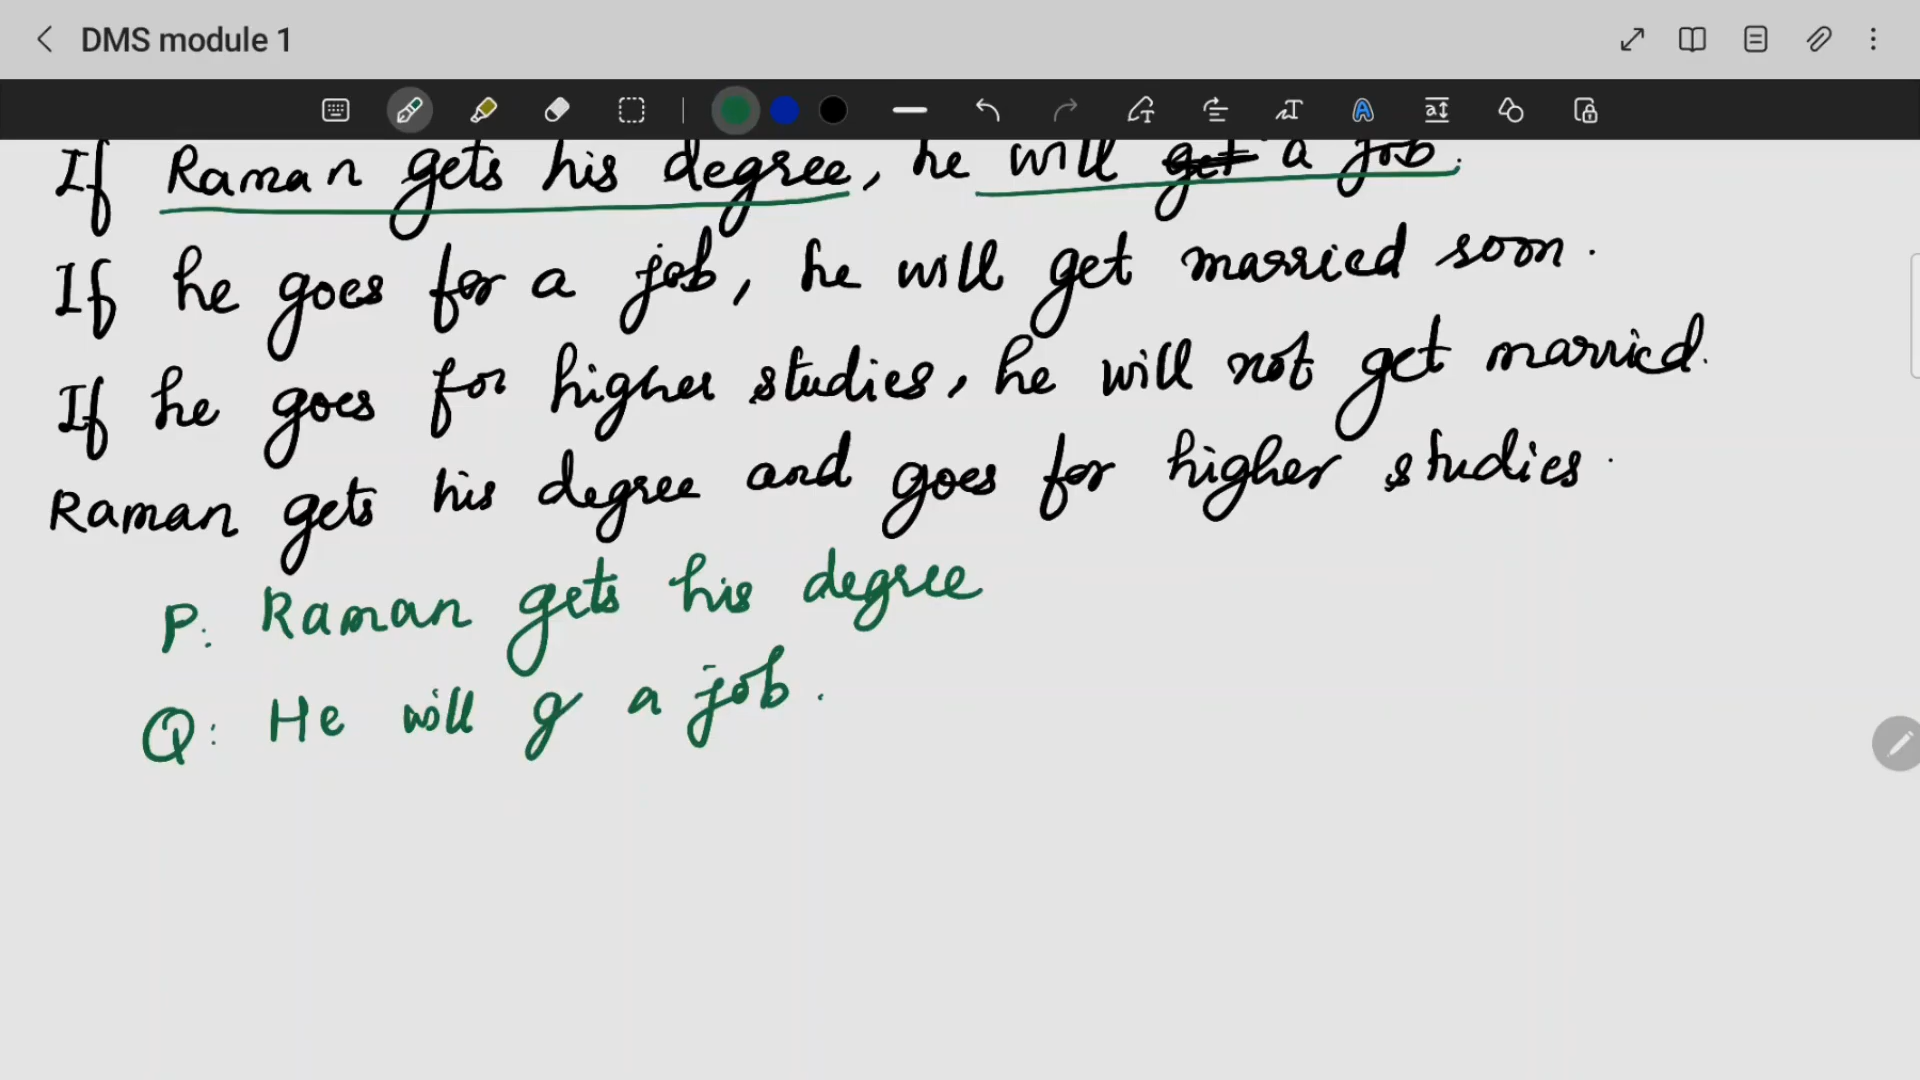 DMS module 1
If Raman gets his degree, he will get a job.
If he goes for a job, he will get married soon.
If he goes for higher studies, he will not get married.
Raman gets his degree and goes for higher studies.
P: Raman gets his degree
Q: He will g a job.